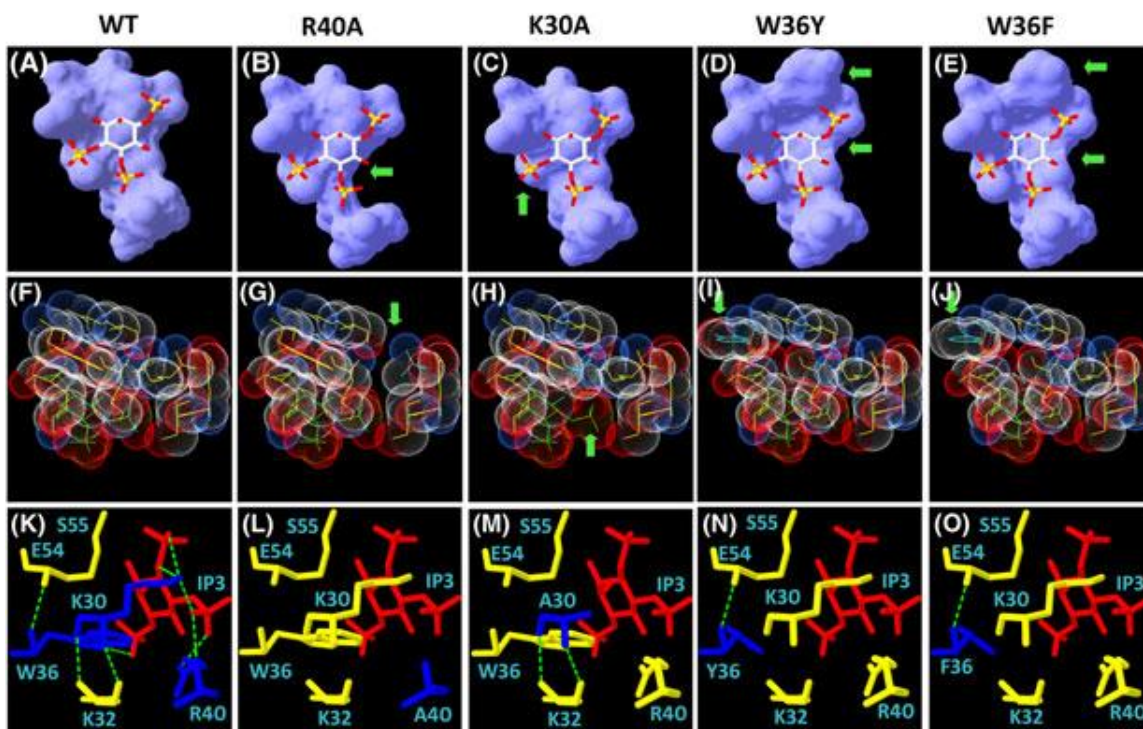 WT R40A K30A W36Y W36F
(A) (B) (C) (D) (E)
(F) (G) (H) (I) (J)
(K) (L) (M) (N) (O)
S55 S55 S55 S55 S55
E54 E54 E54 E54 E54
IP3 IP3 IP3 IP3 IP3
K30 K30 A30 K30 K30
W36 W36 W36 Y36 F36
K32 R40 K32 A40 K32 R40 K32 R40 K32 R40